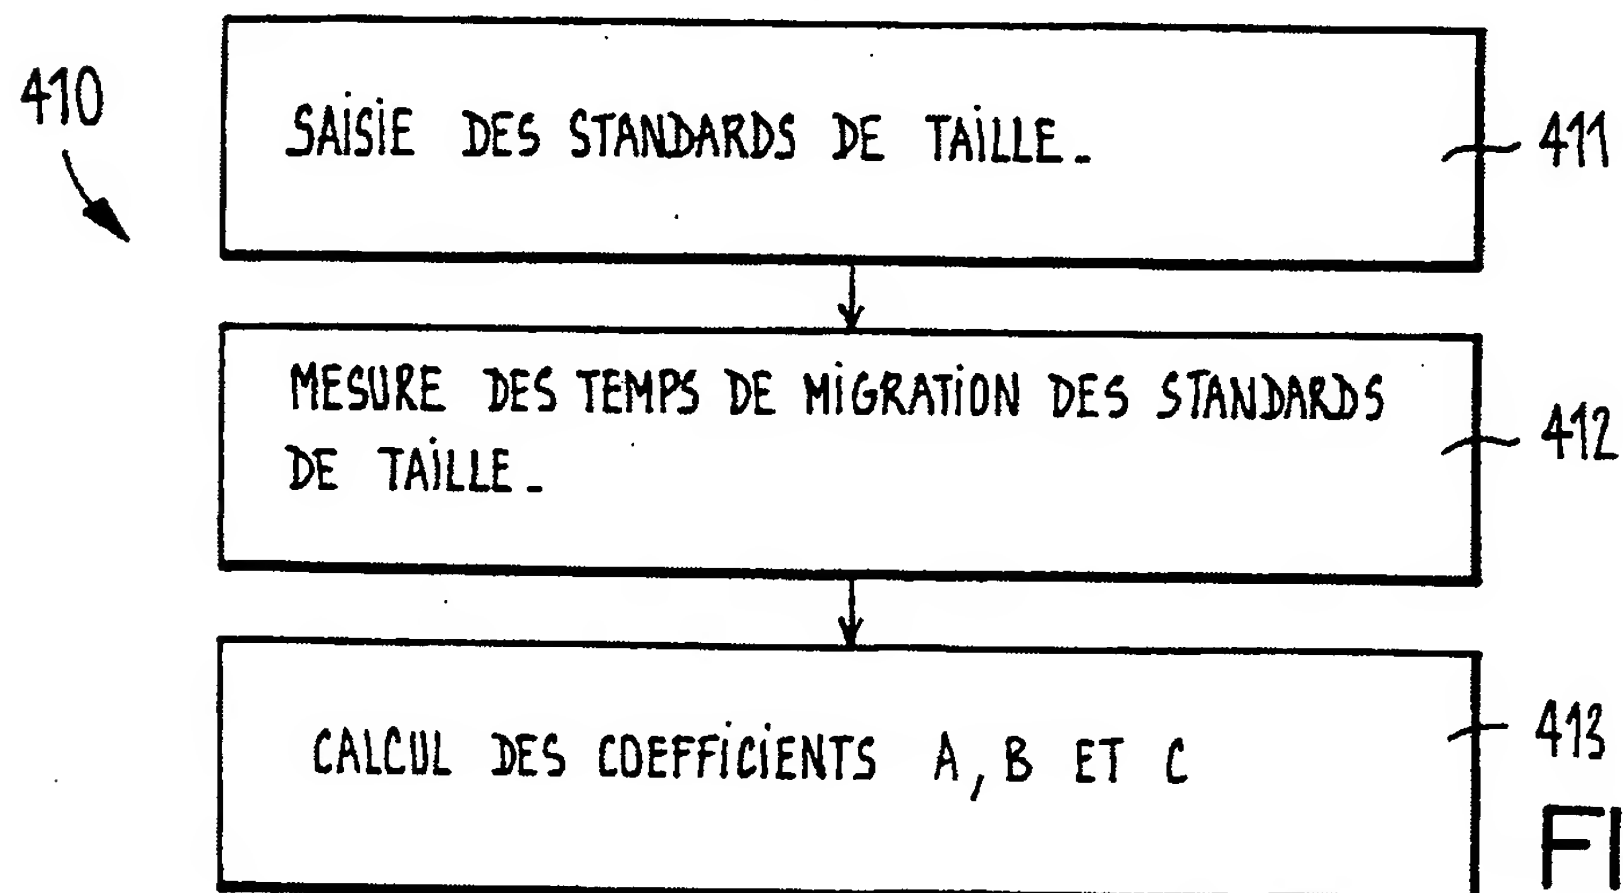 410
SAISIE DES STANDARDS DE TAILLE.
411
MESURE DES TEMPS DE MIGRATION DES STANDARDS
DE TAILLE.
412
CALCUL DES COEFFICIENTS A, B ET C
413